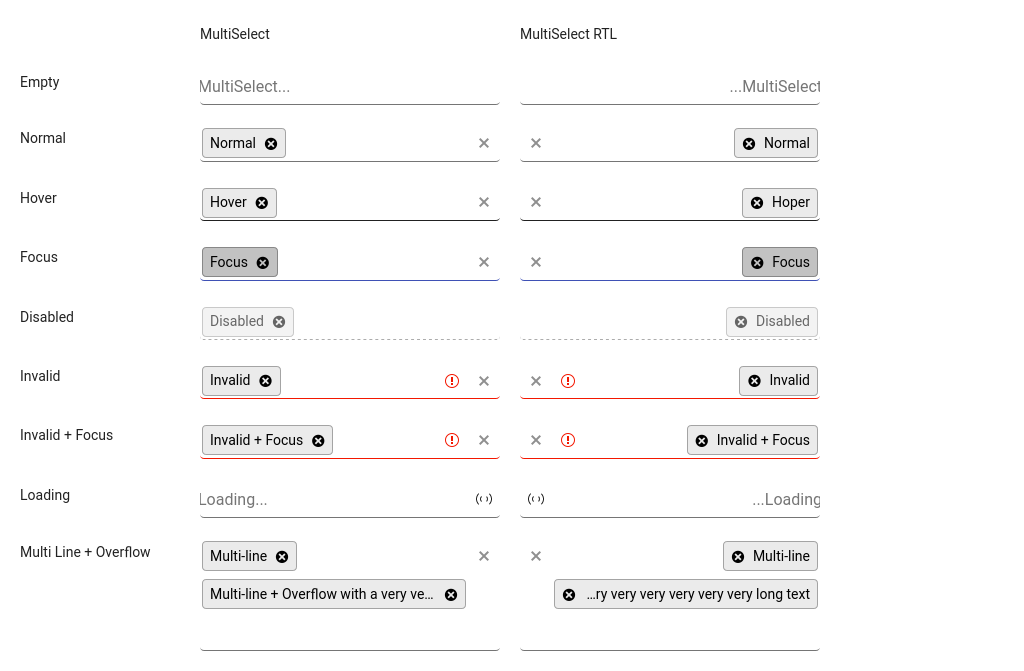 MultiSelect MultiSelect RTL
Empty MultiSelect... ...MultiSelect
Normal Normal Normal
Hover Hover Hoper
Focus Focus Focus
Disabled Disabled Disabled
Invalid Invalid Invalid
Invalid + Focus Invalid + Focus Invalid + Focus
Loading Loading... ...Loading
Multi Line + Overflow Multi-line Multi-line
Multi-line + Overflow with a very ve... ...ry very very very very very long text